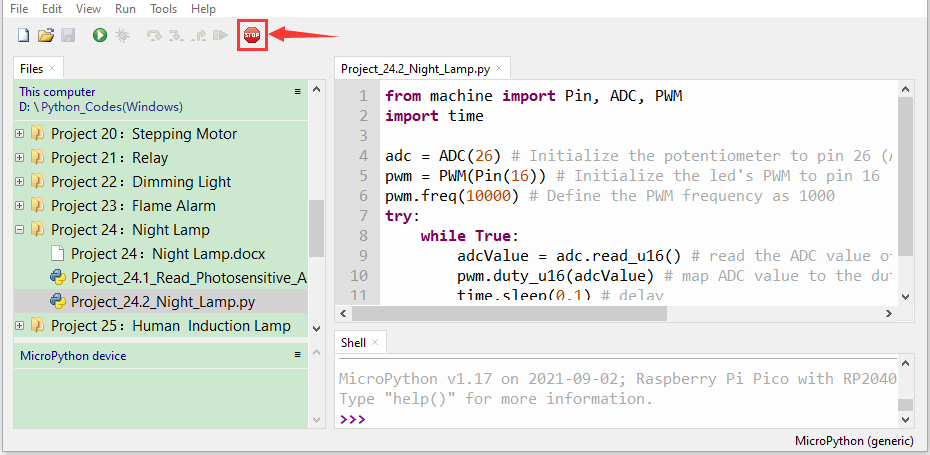 File Edit View Run Tools Help
STOP
Files
This computer
D: \ Python_Codes(Windows)
Project 20：Stepping Motor
Project 21：Relay
Project 22：Dimming Light
Project 23：Flame Alarm
Project 24：Night Lamp
Project 24：Night Lamp.docx
Project_24.1_Read_Photosensitive_A
Project_24.2_Night_Lamp.py
Project 25：Human Induction Lamp
MicroPython device
Project_24.2_Night_Lamp.py
1 from machine import Pin, ADC, PWM
2 import time
3
4 adc = ADC(26) # Initialize the potentiometer to pin 26 (A
5 pwm = PWM(Pin(16)) # Initialize the led's PWM to pin 16
6 pwm.freq(10000) # Define the PWM frequency as 1000
7 try:
8 while True:
9 adcValue = adc.read_u16() # read the ADC value of
10 pwm.duty_u16(adcValue) # map ADC value to the du
11 time.sleep(0.1) # delay
Shell
MicroPython v1.17 on 2021-09-02; Raspberry Pi Pico with RP2040
Type "help()" for more information.
>>>
MicroPython (generic)